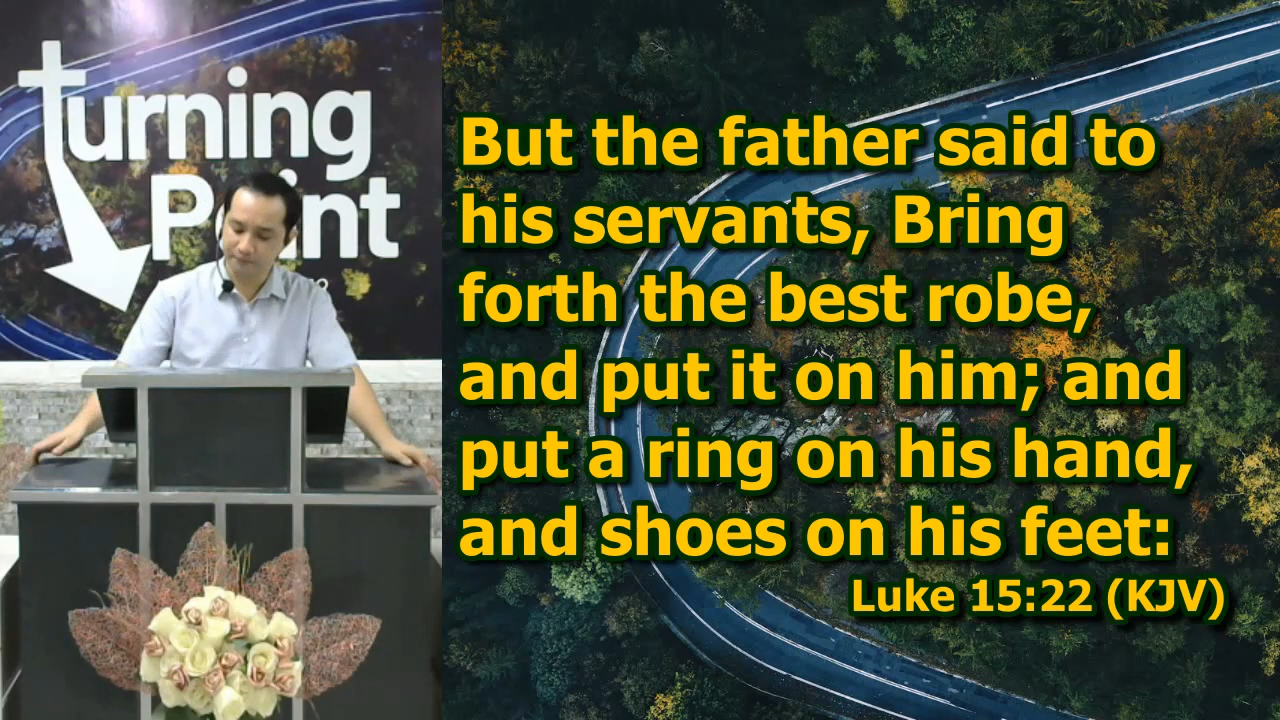 turning
Point
But the father said to
his servants, Bring
forth the best robe,
and put it on him; and
put a ring on his hand,
and shoes on his feet:
Luke 15:22 (KJV)